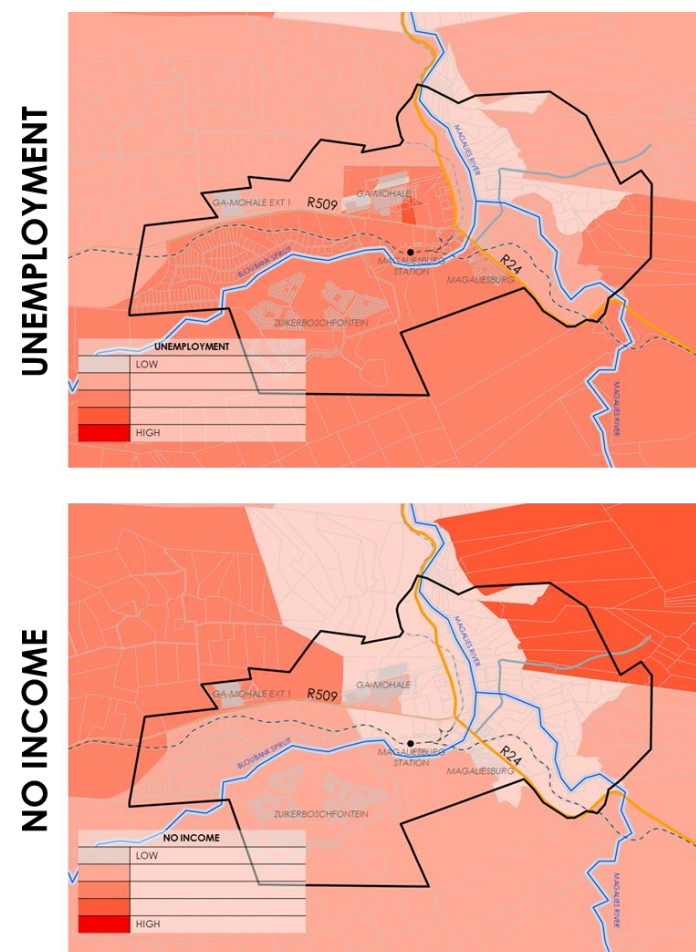 UNEMPLOYMENT
MAGALIES RIVER
GA-MOHALE
GA-MOHALE EXT 1
R509
BLOUBANK SPRUIT
MAGALIESBURG
STATION
R24
MAGALIESBURG
ZUIKERBOSCHFONTEIN
UNEMPLOYMENT
LOW
HIGH
MAGALIES RIVER
NO INCOME
MAGALIES RIVER
GA-MOHALE
GA-MOHALE EXT 1
R509
BLOUBANK SPRUIT
MAGALIESBURG
STATION
R24
MAGALIESBURG
ZUIKERBOSCHFONTEIN
NO INCOME
LOW
HIGH
MAGALIES RIVER